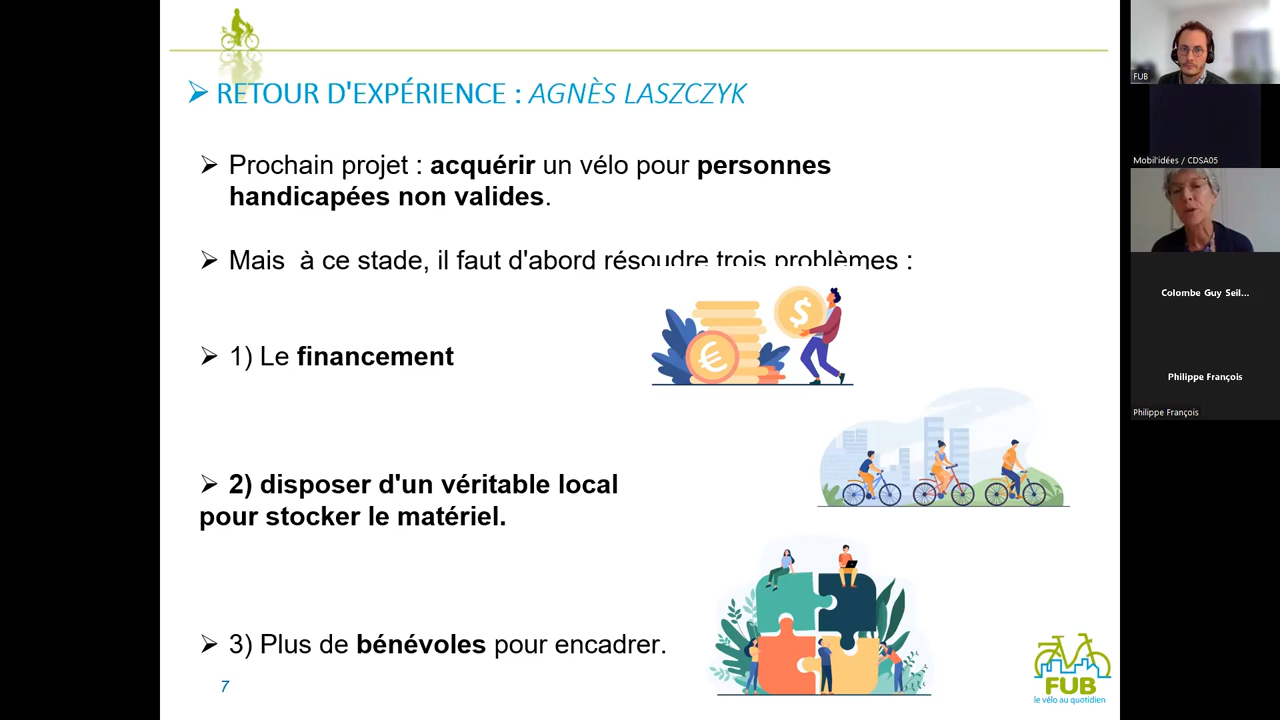 ➢ RETOUR D'EXPÉRIENCE : AGNÈS LASZCZYK
➢ Prochain projet : acquérir un vélo pour personnes
handicapées non valides.
➢ Mais à ce stade, il faut d'abord résoudre trois problèmes :
➢ 1) Le financement
$
€
➢ 2) disposer d'un véritable local
pour stocker le matériel.
➢ 3) Plus de bénévoles pour encadrer.
7
FUB
le vélo au quotidien
FUB
Mobil'idées / CDSA05
Colombe Guy Seil...
Philippe François
Philippe François